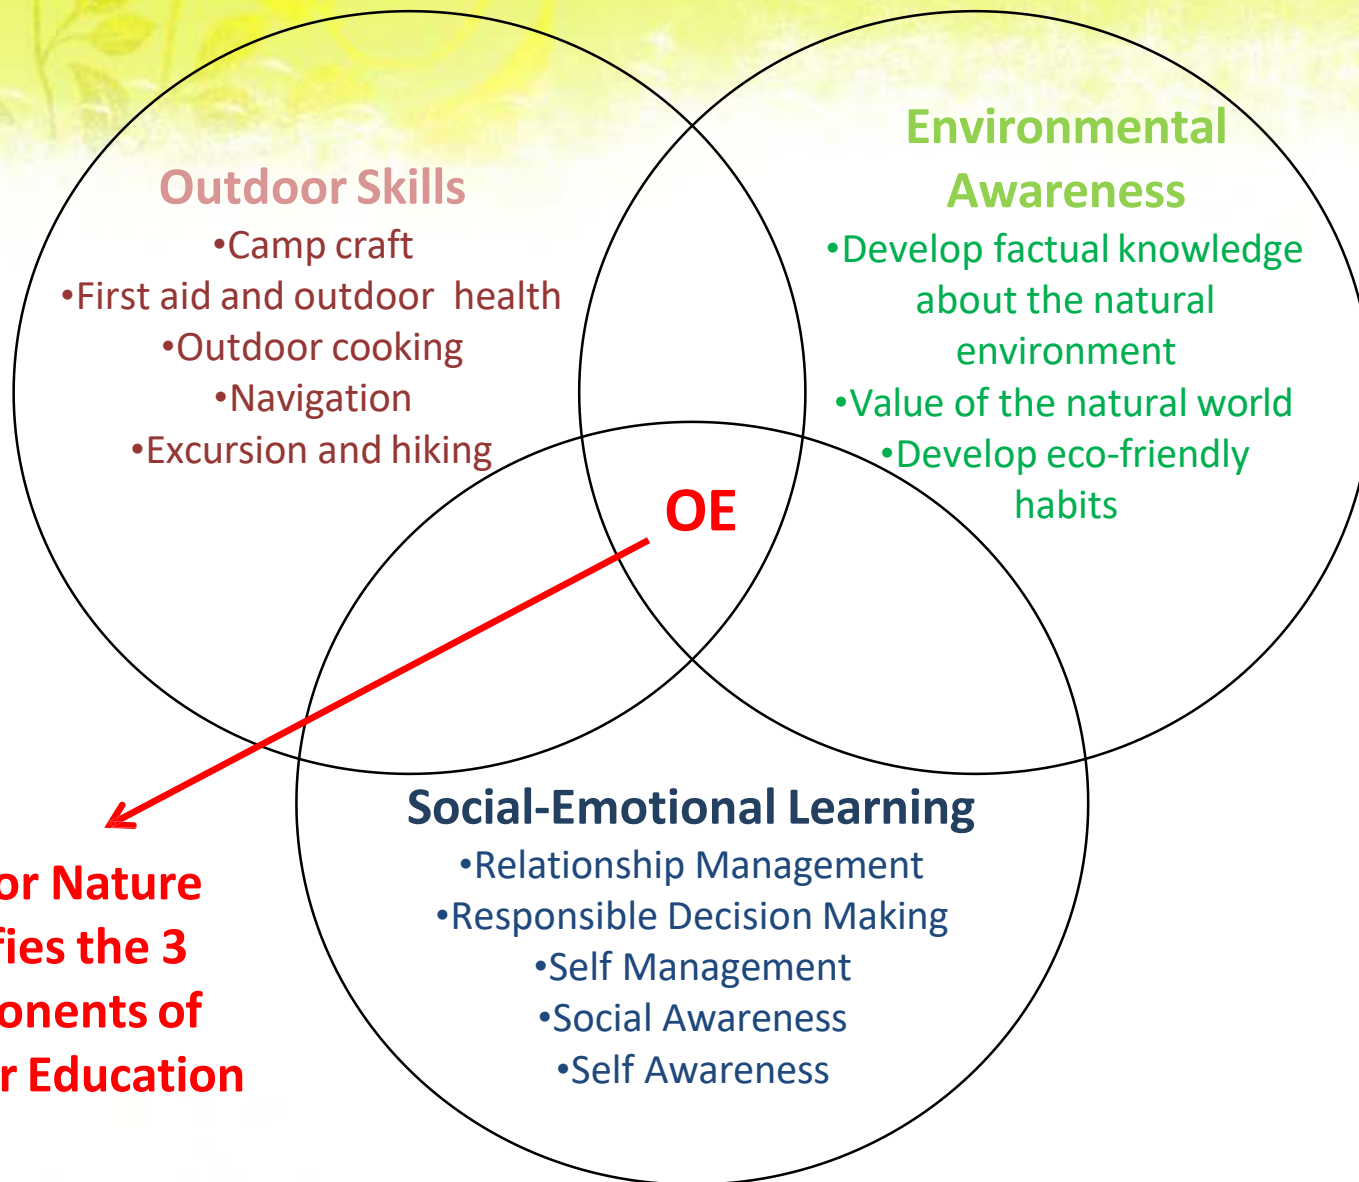 Outdoor Skills
•Camp craft
•First aid and outdoor health
•Outdoor cooking
•Navigation
•Excursion and hiking
Environmental
Awareness
•Develop factual knowledge
about the natural
environment
•Value of the natural world
•Develop eco-friendly
habits
OE
Social-Emotional Learning
•Relationship Management
•Responsible Decision Making
•Self Management
•Social Awareness
•Self Awareness
or Nature
fies the 3
onents of
r Education